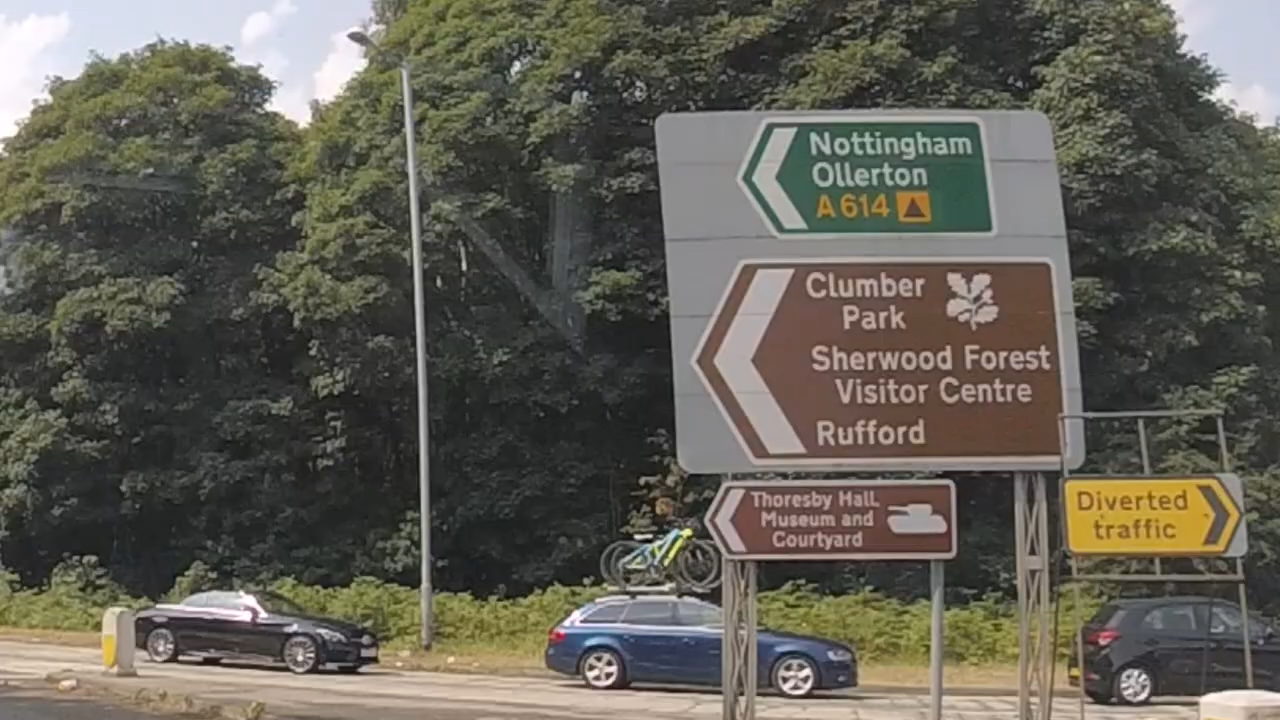 Nottingham
Ollerton
A 614
Clumber
Park
Sherwood Forest
Visitor Centre
Rufford
Thoresby Hall,
Museum and
Courtyard
Diverted
traffic